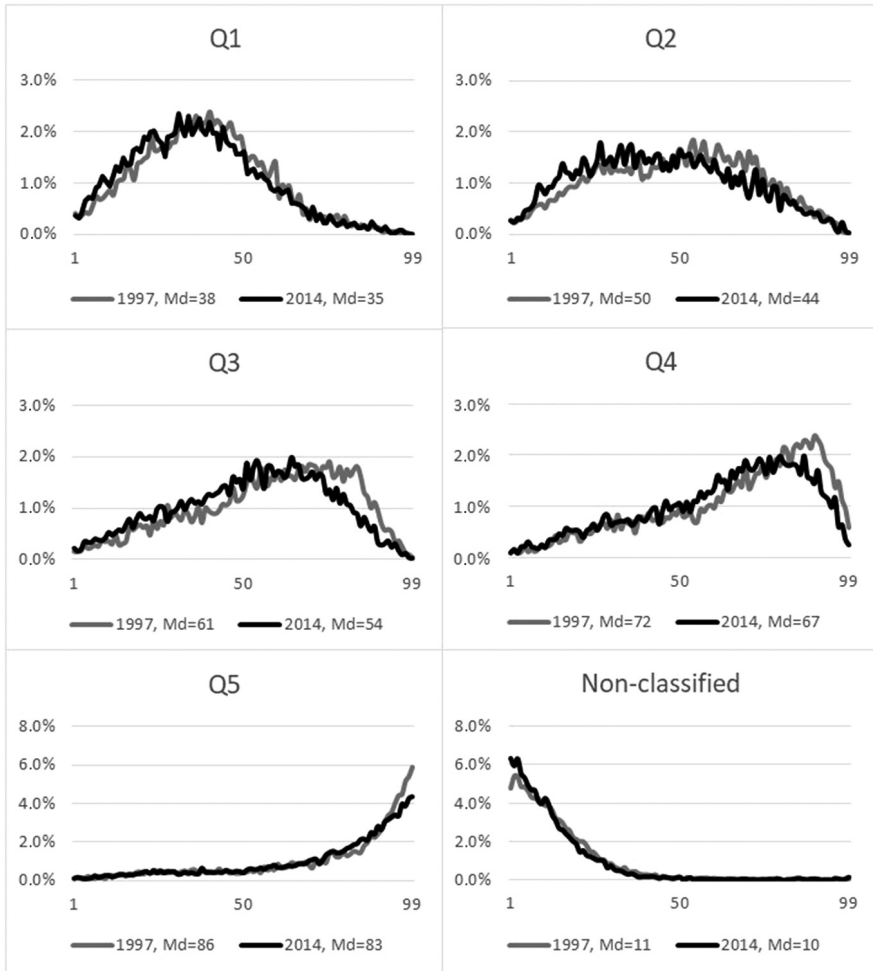 Q1
3.0%
2.0%
1.0%
0.0%
1 50 99
1997, Md=38 2014, Md=35
Q2
3.0%
2.0%
1.0%
0.0%
1 50 99
1997, Md=50 2014, Md=44
Q3
3.0%
2.0%
1.0%
0.0%
1 50 99
1997, Md=61 2014, Md=54
Q4
3.0%
2.0%
1.0%
0.0%
1 50 99
1997, Md=72 2014, Md=67
Q5
8.0%
6.0%
4.0%
2.0%
0.0%
1 50 99
1997, Md=86 2014, Md=83
Non-classified
8.0%
6.0%
4.0%
2.0%
0.0%
1 50 99
1997, Md=11 2014, Md=10